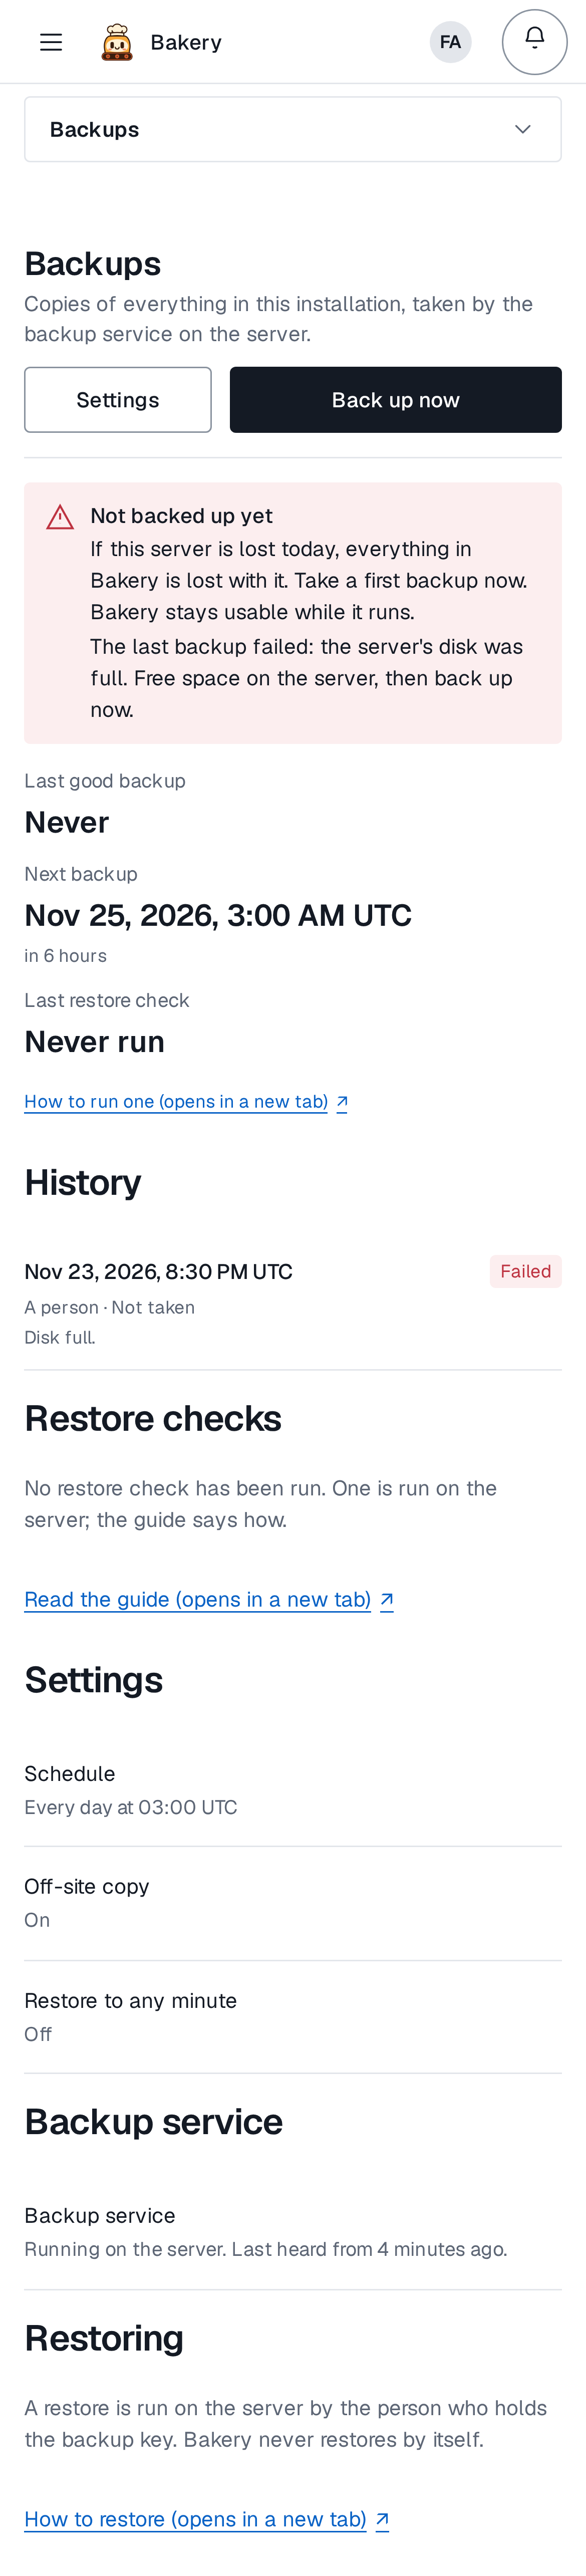 Bakery
FA
Backups
Backups
Copies of everything in this installation, taken by the
backup service on the server.
Settings
Back up now
Not backed up yet
If this server is lost today, everything in
Bakery is lost with it. Take a first backup now.
Bakery stays usable while it runs.
The last backup failed: the server's disk was
full. Free space on the server, then back up
now.
Last good backup
Never
Next backup
Nov 25, 2026, 3:00 AM UTC
in 6 hours
Last restore check
Never run
How to run one (opens in a new tab)
History
Nov 23, 2026, 8:30 PM UTC
Failed
A person · Not taken
Disk full.
Restore checks
No restore check has been run. One is run on the
server; the guide says how.
Read the guide (opens in a new tab)
Settings
Schedule
Every day at 03:00 UTC
Off-site copy
On
Restore to any minute
Off
Backup service
Backup service
Running on the server. Last heard from 4 minutes ago.
Restoring
A restore is run on the server by the person who holds
the backup key. Bakery never restores by itself.
How to restore (opens in a new tab)